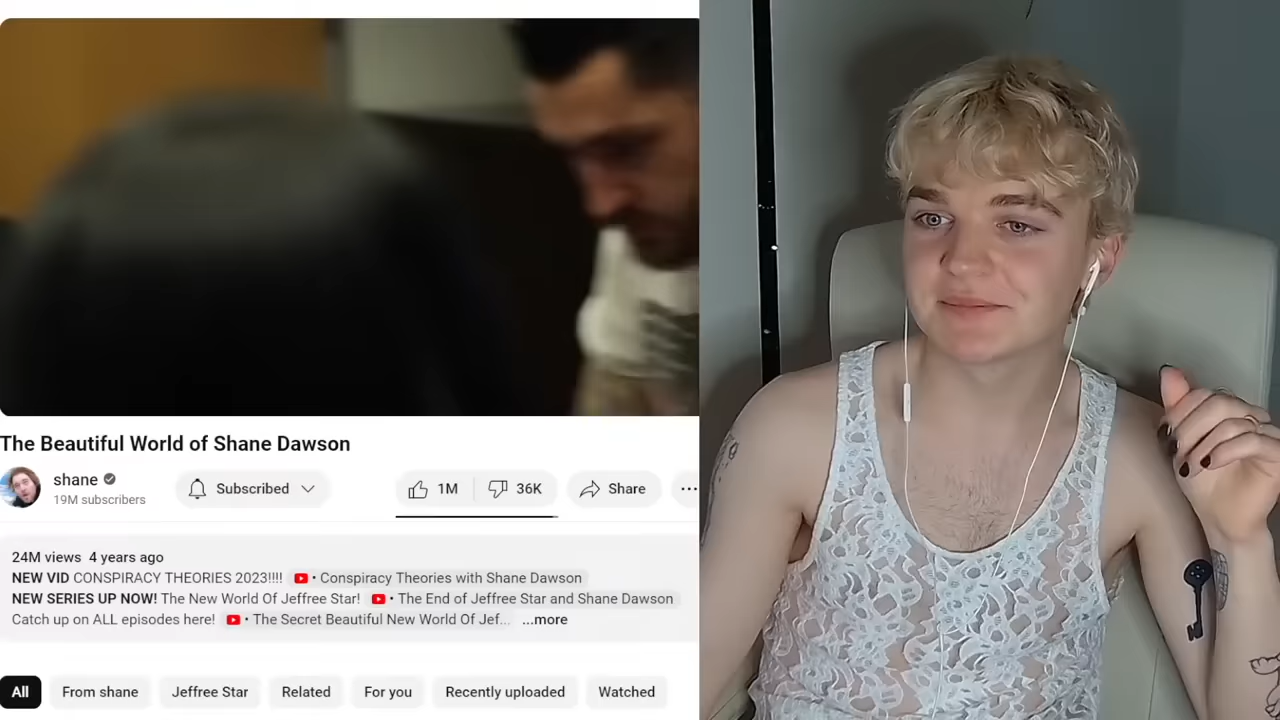 The Beautiful World of Shane Dawson
shane
19M subscribers
Subscribed
1M
36K
Share
24M views 4 years ago
NEW VID CONSPIRACY THEORIES 2023!!!! • Conspiracy Theories with Shane Dawson
NEW SERIES UP NOW! The New World Of Jeffree Star! • The End of Jeffree Star and Shane Dawson
Catch up on ALL episodes here! • The Secret Beautiful New World Of Jef... ...more
All From shane Jeffree Star Related For you Recently uploaded Watched